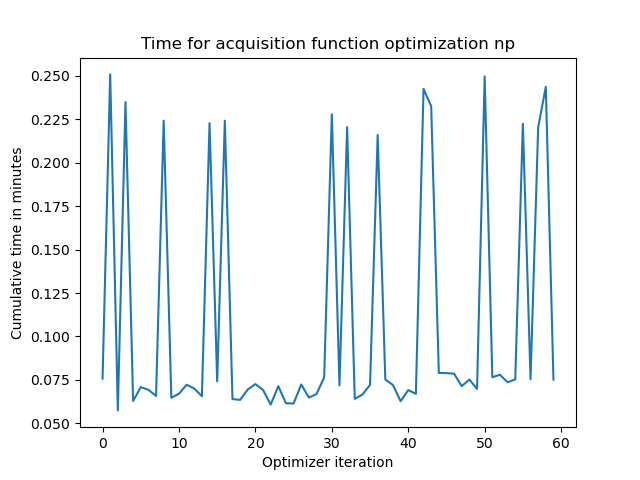 Time for acquisition function optimization np
Cumulative time in minutes
0.250
0.225
0.200
0.175
0.150
0.125
0.100
0.075
0.050
0 10 20 30 40 50 60
Optimizer iteration